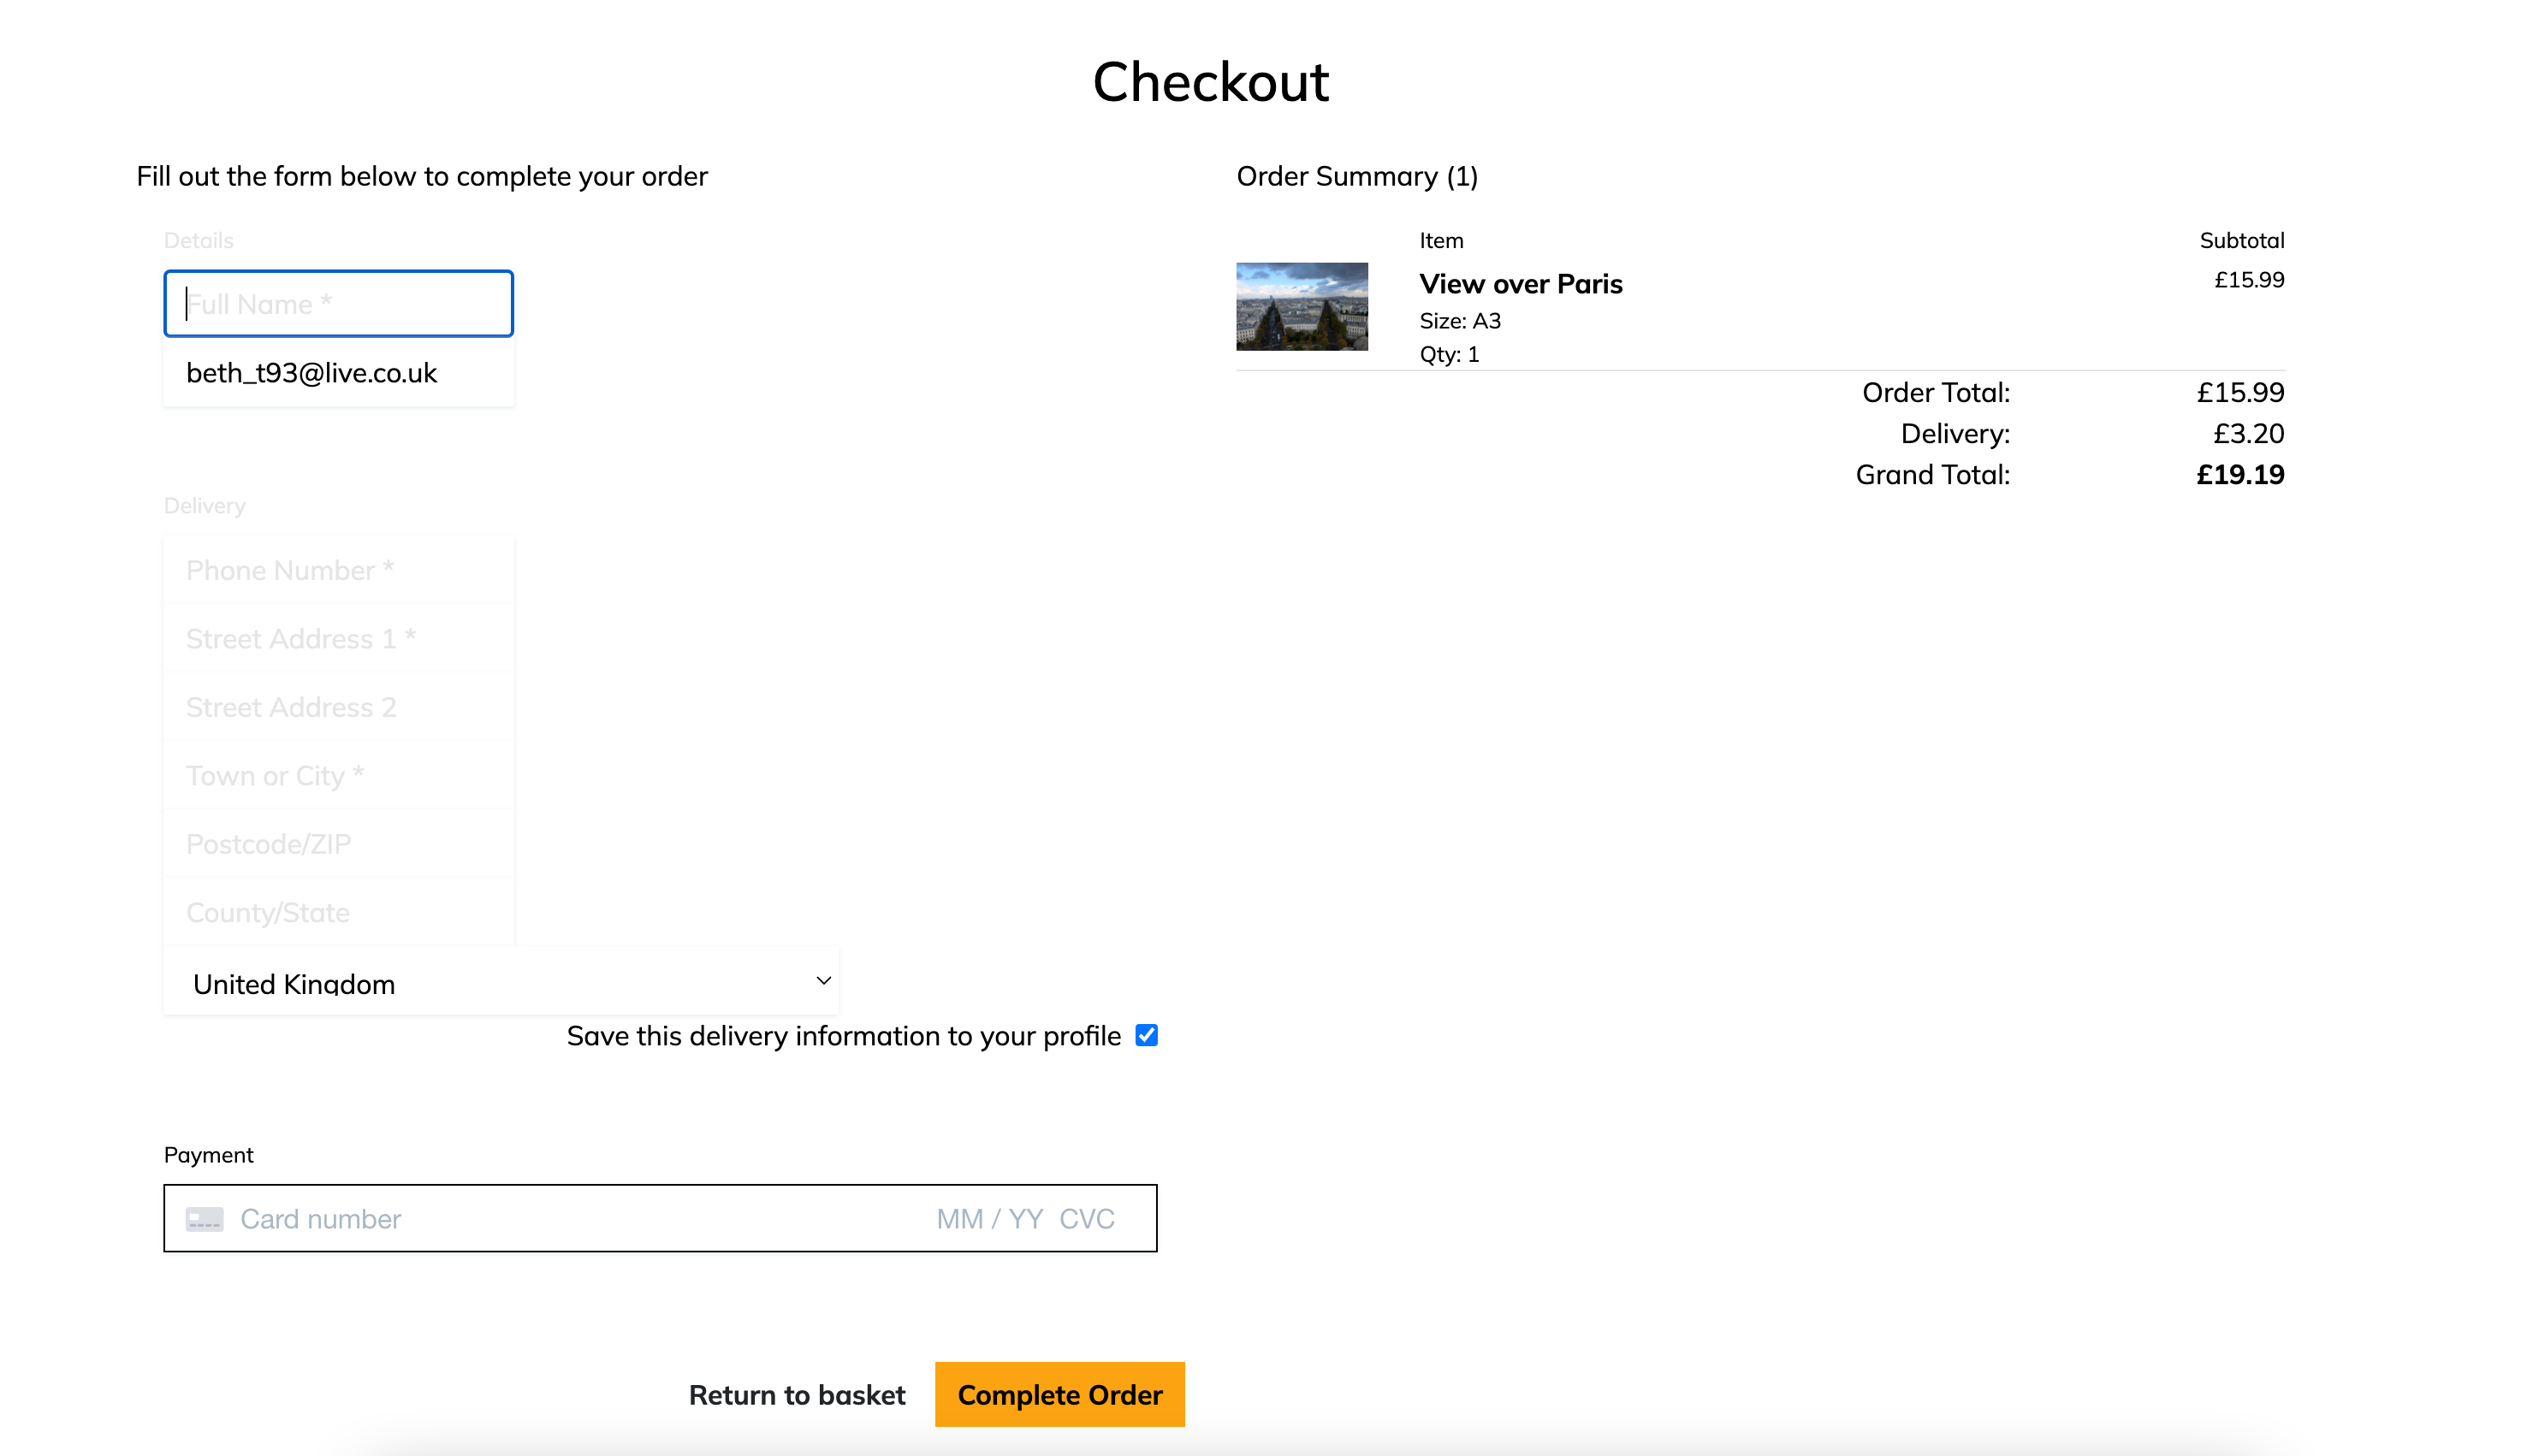 Checkout
Fill out the form below to complete your order
Details
Full Name *
beth_t93@live.co.uk
Delivery
Phone Number *
Street Address 1 *
Street Address 2
Town or City *
Postcode/ZIP
County/State
United Kingdom
Save this delivery information to your profile
Payment
Card number MM / YY CVC
Return to basket Complete Order
Order Summary (1)
Item Subtotal
View over Paris £15.99
Size: A3
Qty: 1
Order Total: £15.99
Delivery: £3.20
Grand Total: £19.19